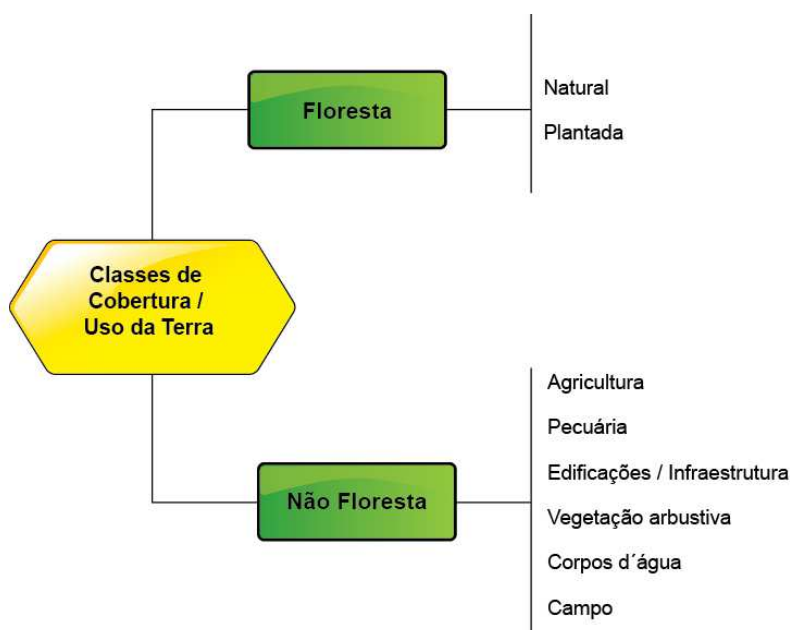 Floresta
Natural
Plantada
Classes de
Cobertura /
Uso da Terra
Não Floresta
Agricultura
Pecuária
Edificações / Infraestrutura
Vegetação arbustiva
Corpos d´água
Campo